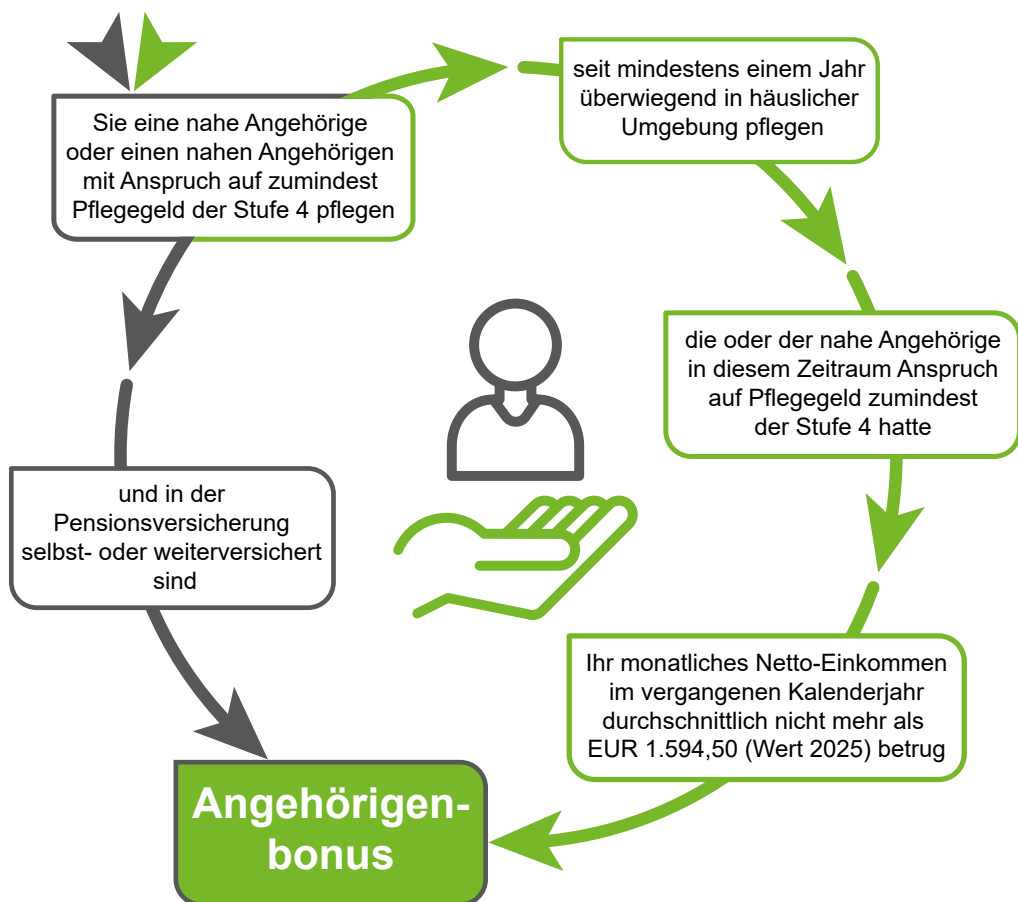 Sie eine nahe Angehörige
oder einen nahen Angehörigen
mit Anspruch auf zumindest
Pflegegeld der Stufe 4 pflegen
seit mindestens einem Jahr
überwiegend in häuslicher
Umgebung pflegen
die oder der nahe Angehörige
in diesem Zeitraum Anspruch
auf Pflegegeld zumindest
der Stufe 4 hatte
und in der
Pensionsversicherung
selbst- oder weiterversichert
sind
Ihr monatliches Netto-Einkommen
im vergangenen Kalenderjahr
durchschnittlich nicht mehr als
EUR 1.594,50 (Wert 2025) betrug
Angehörigen-
bonus